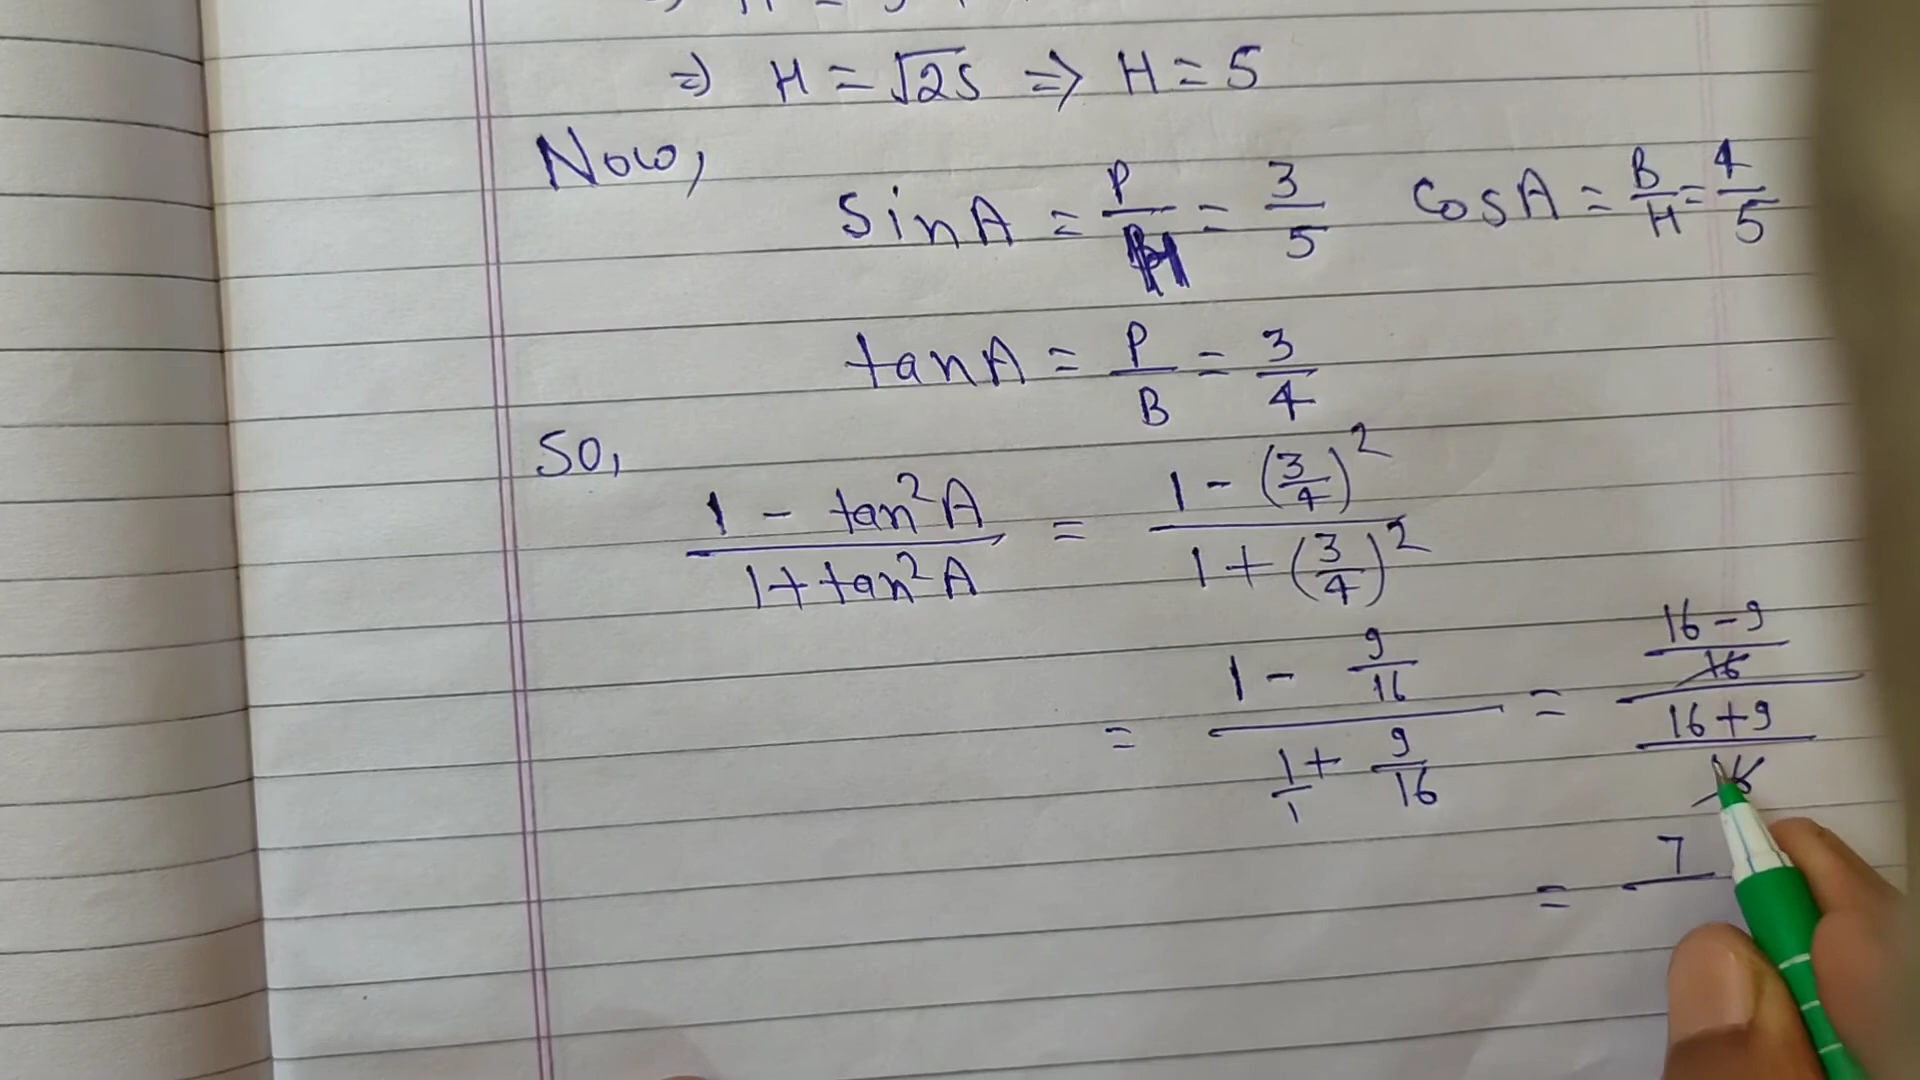 ⇒ H = √25 ⇒ H = 5
Now,
sinA = P/H = 3/5 CosA = B/H = 4/5
tanA = P/B = 3/4
So,
(1 - tan²A)/(1 + tan²A) = (1 - (3/4)²)/(1 + (3/4)²)
= (1 - 9/16)/(1/1 + 9/16) = ((16 - 9)/16)/((16 + 9)/16)
= 7